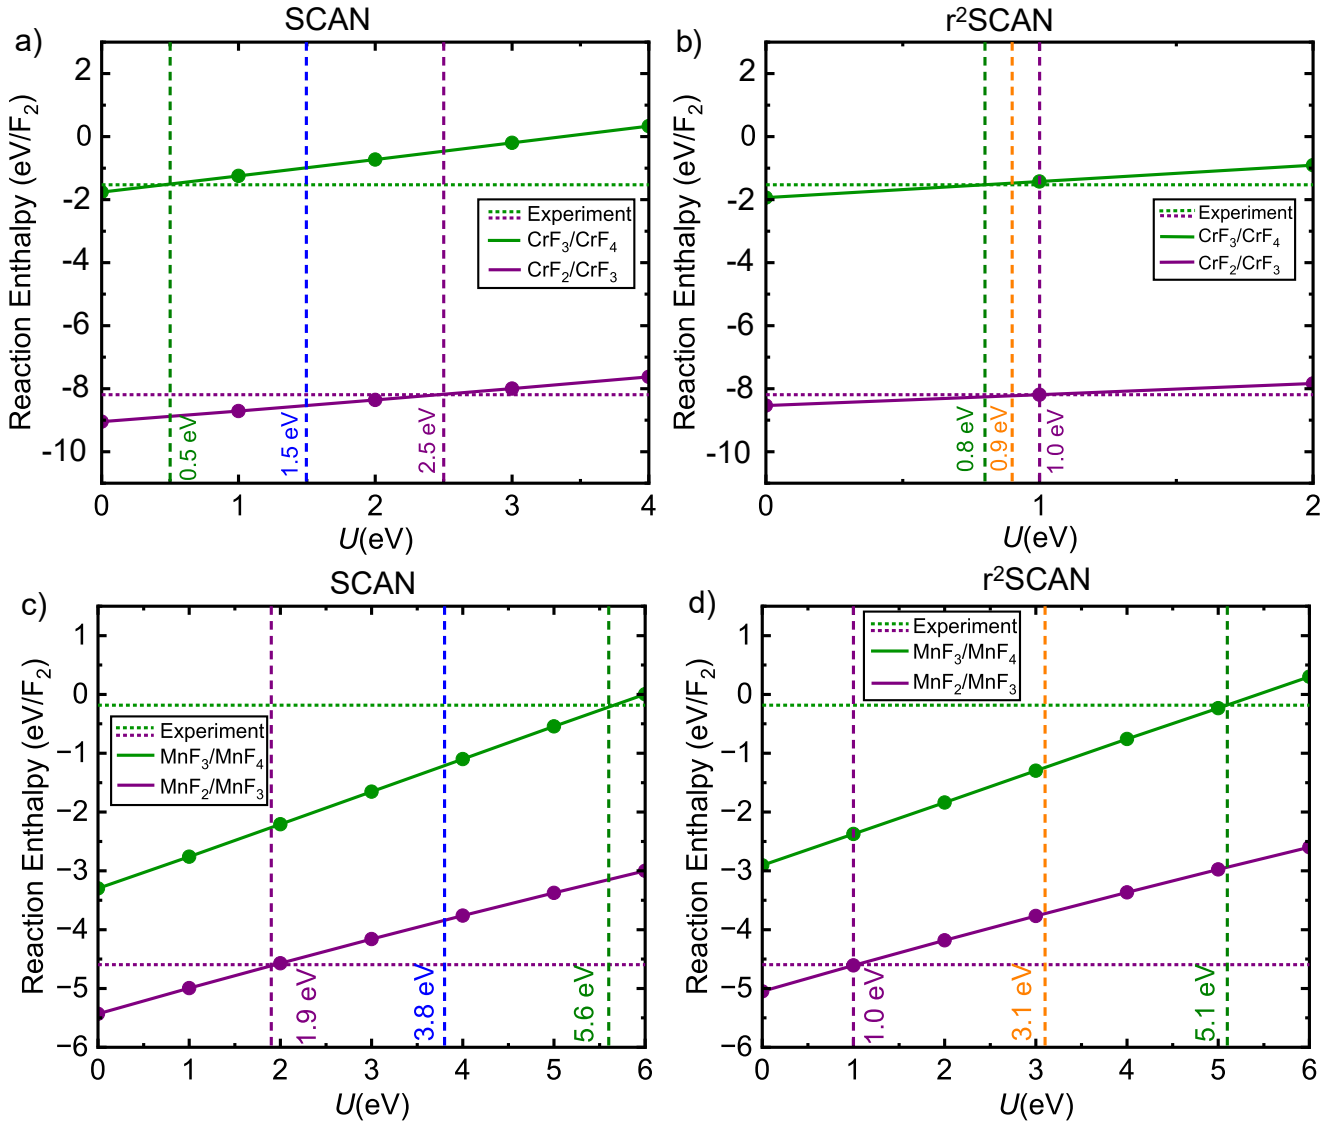 SCAN
a)
Reaction Enthalpy (eV/F2)
2
0
-2
-4
-6
-8
-10
Experiment
CrF3/CrF4
CrF2/CrF3
0.5 eV
1.5 eV
2.5 eV
0 1 2 3 4
U(eV)
r²SCAN
b)
Reaction Enthalpy (eV/F2)
2
0
-2
-4
-6
-8
-10
Experiment
CrF3/CrF4
CrF2/CrF3
0.8 eV
0.9 eV
1.0 eV
0 1 2
U(eV)
SCAN
c)
Reaction Enthalpy (eV/F2)
1
0
−1
−2
−3
−4
−5
−6
Experiment
MnF3/MnF4
MnF2/MnF3
1.9 eV
3.8 eV
5.6 eV
0 1 2 3 4 5 6
U(eV)
r²SCAN
d)
Reaction Enthalpy (eV/F2)
1
0
−1
−2
−3
−4
−5
−6
Experiment
MnF3/MnF4
MnF2/MnF3
1.0 eV
3.1 eV
5.1 eV
0 1 2 3 4 5 6
U(eV)